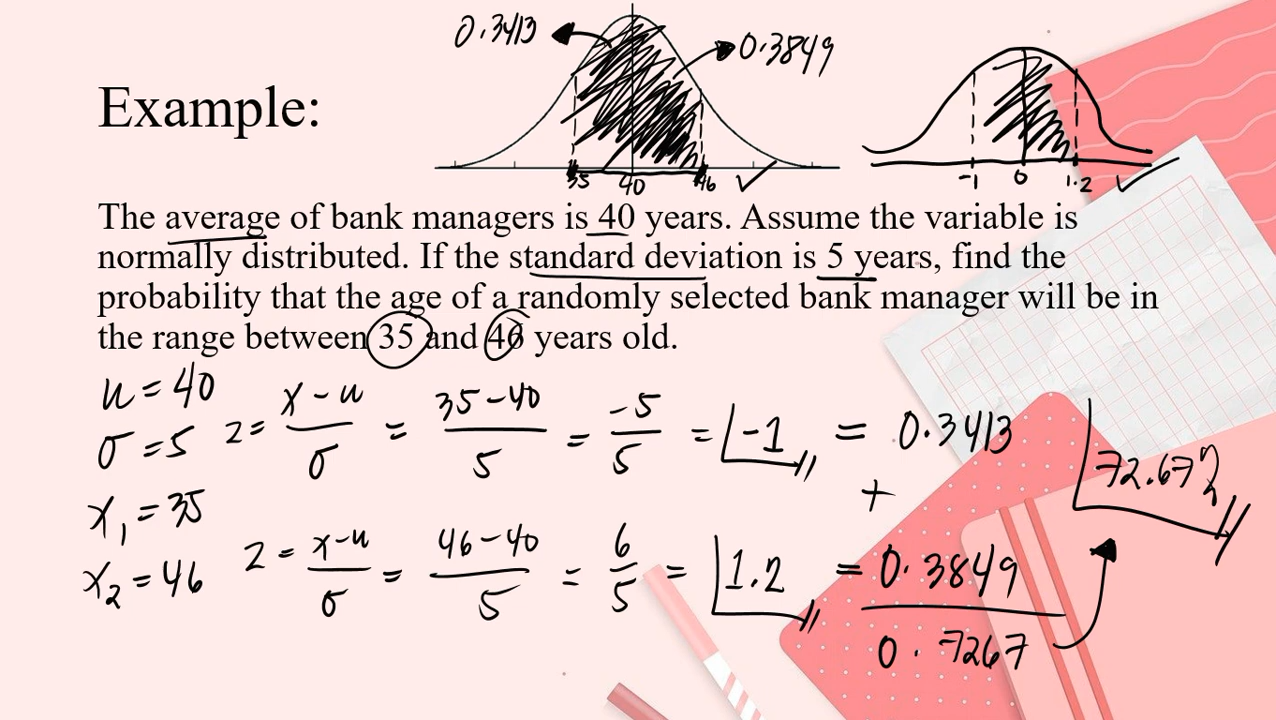 0.3413
0.3849
Example:
35 40 46
-1 0 1.2
The average of bank managers is 40 years. Assume the variable is
normally distributed. If the standard deviation is 5 years, find the
probability that the age of a randomly selected bank manager will be in
the range between 35 and 46 years old.
u = 40
σ = 5
x₁ = 35
x₂ = 46
z = x-u/σ = 35-40/5 = -5/5 = -1 = 0.3413
+
z = x-u/σ = 46-40/5 = 6/5 = 1.2 = 0.3849
0.7267
72.67%